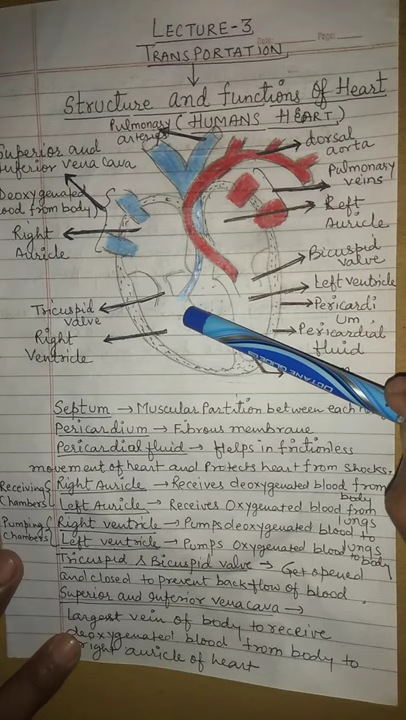 LECTURE-3
Date: Page:
TRANSPORTATION
Structure and functions of Heart
(HUMANS HEART)
Pulmonary arteries
dorsal aorta
Superior and
Inferior vena cava
Pulmonary veins
Deoxygenated
blood from body)
Left Auricle
Right Auricle
Bicuspid valve
Left ventricle
Tricuspid valve
Pericardium
Right Ventricle
Pericardial fluid
Septum → Muscular Partition between each
Pericardium → Fibrous membrane
Pericardial fluid → Helps in frictionless
movement of heart and Protects heart from shocks.
Receiving Chambers
Right Auricle → Receives deoxygenated blood from body
Left Auricle → Receives Oxygenated blood from lungs
Pumping Chambers
Right ventricle → Pumps deoxygenated blood to lungs
Left ventricle → Pumps Oxygenated blood to body
Tricuspid & Bicuspid valve → Get opened
and closed to prevent backflow of blood.
Superior and Inferior vena cava →
Largest vein of body to receive
deoxygenated blood from body to
right auricle of heart
OCTANE